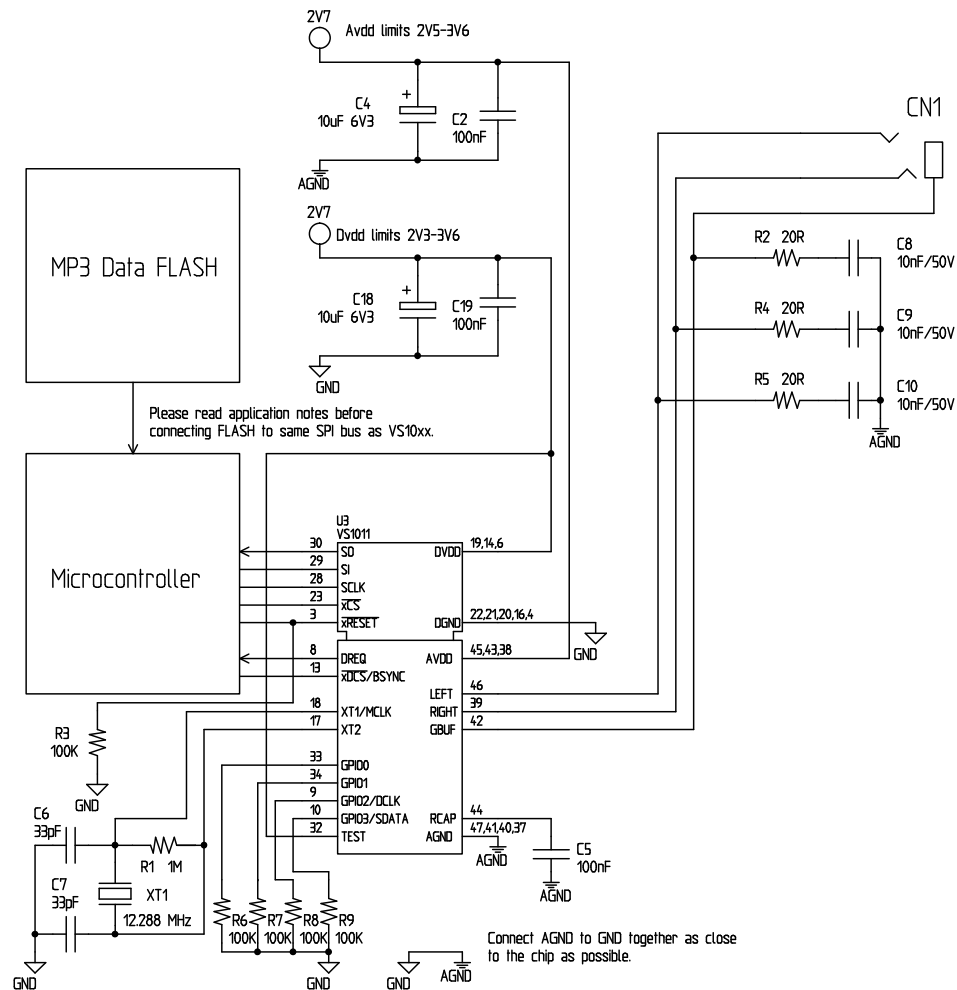 2V7
Avdd limits 2V5-3V6
C4
10uF 6V3
C2
100nF
AGND
CN1
2V7
Dvdd limits 2V3-3V6
C18
10uF 6V3
C19
100nF
GND
R2 20R
C8
10nF/50V
R4 20R
C9
10nF/50V
R5 20R
C10
10nF/50V
AGND
MP3 Data FLASH
Please read application notes before
connecting FLASH to same SPI bus as VS10xx.
Microcontroller
U3
VS1011
30 SO
29 SI
28 SCLK
23 xCS
3 xRESET
8 DREQ
13 xDCS/BSYNC
18 XT1/MCLK
17 XT2
33 GPIO0
34 GPIO1
9 GPIO2/DCLK
10 GPIO3/SDATA
32 TEST
DVDD 19,14,6
DGND 22,21,20,16,4
GND
AVDD 45,43,38
LEFT 46
RIGHT 39
GBUF 42
RCAP 44
AGND 47,41,40,37
AGND
C5
100nF
AGND
R3
100K
GND
C6
33pF
R1 1M
C7
33pF
XT1
12.288 MHz
GND
R6
100K
R7
100K
R8
100K
R9
100K
GND
GND
AGND
Connect AGND to GND together as close
to the chip as possible.